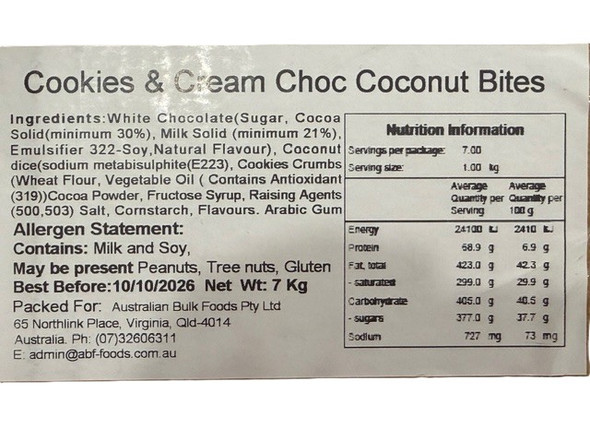 Cookies & Cream Choc Coconut Bites
Ingredients:White Chocolate(Sugar, Cocoa
Solid(minimum 30%), Milk Solid (minimum 21%),
Emulsifier 322-Soy,Natural Flavour), Coconut
dice(sodium metabisulphite(E223), Cookies Crumbs
(Wheat Flour, Vegetable Oil ( Contains Antioxidant
(319))Cocoa Powder, Fructose Syrup, Raising Agents
(500,503) Salt, Cornstarch, Flavours. Arabic Gum
Allergen Statement:
Contains: Milk and Soy,
May be present Peanuts, Tree nuts, Gluten
Best Before:10/10/2026 Net Wt: 7 Kg
Packed For: Australian Bulk Foods Pty Ltd
65 Northlink Place, Virginia, Qld-4014
Australia. Ph: (07)32606311
E: admin@abf-foods.com.au
Nutrition Information
Servings per package: 7.00
Serving size: 1.00 kg
Average Average
Quantity per Quantity per
Serving 100 g
Energy 24100 kJ 2410 kJ
Protein 68.9 g 6.9 g
Fat, total 423.0 g 42.3 g
- saturated 299.0 g 29.9 g
Carbohydrate 405.0 g 40.5 g
- sugars 377.0 g 37.7 g
Sodium 727 mg 73 mg